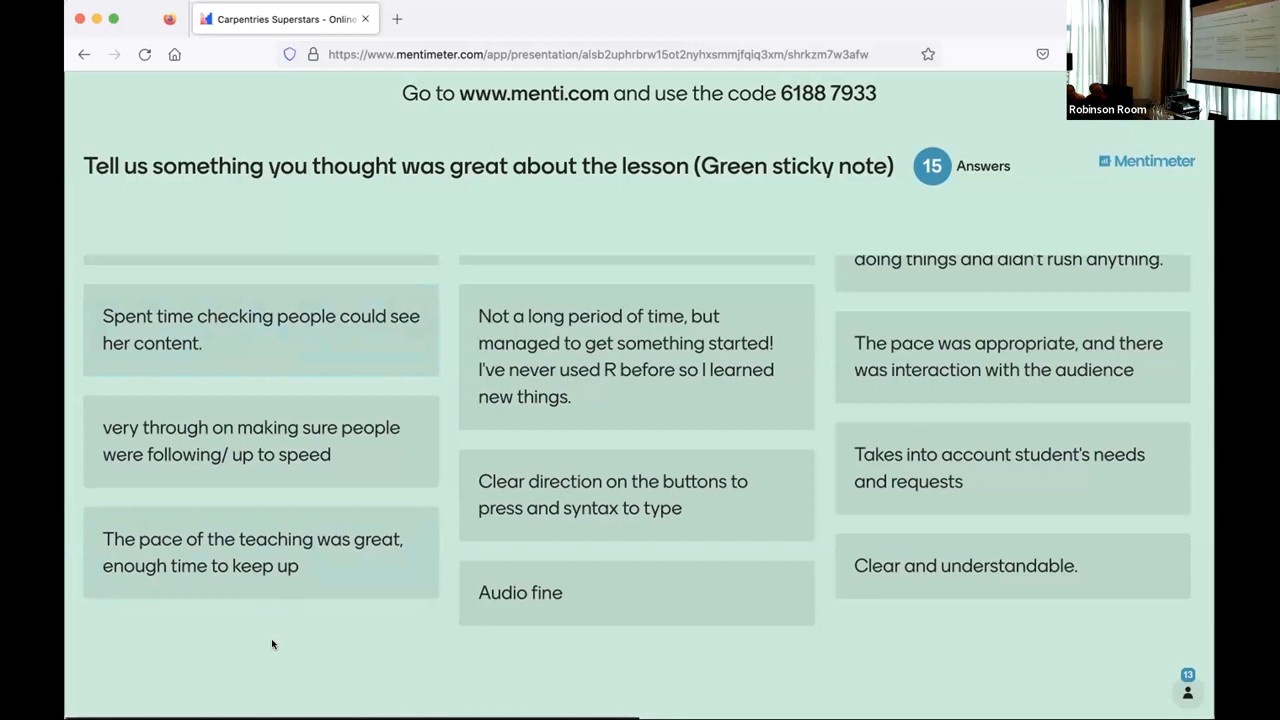 Carpentries Superstars - Online
https://www.mentimeter.com/app/presentation/alsb2uphrbrw15ot2nyhxsmmjfqiq3xm/shrkzm7w3afw
Robinson Room
Go to www.menti.com and use the code 6188 7933
Tell us something you thought was great about the lesson (Green sticky note)
15 Answers
Mentimeter
Spent time checking people could see
her content.
very through on making sure people
were following/ up to speed
The pace of the teaching was great,
enough time to keep up
Not a long period of time, but
managed to get something started!
I've never used R before so I learned
new things.
Clear direction on the buttons to
press and syntax to type
Audio fine
doing things and didn't rush anything.
The pace was appropriate, and there
was interaction with the audience
Takes into account student's needs
and requests
Clear and understandable.
13